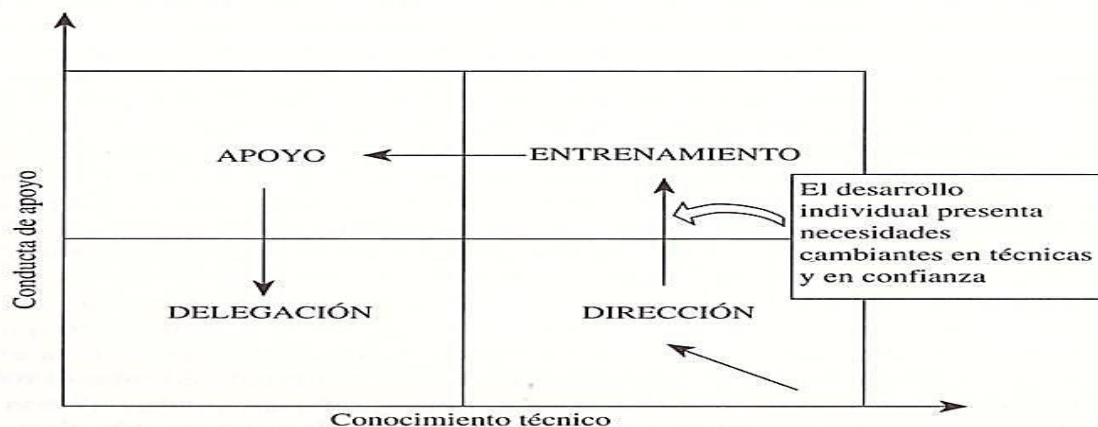 Conducta de apoyo
APOYO
ENTRENAMIENTO
El desarrollo
individual presenta
necesidades
cambiantes en técnicas
y en confianza
DELEGACIÓN
DIRECCIÓN
Conocimiento técnico